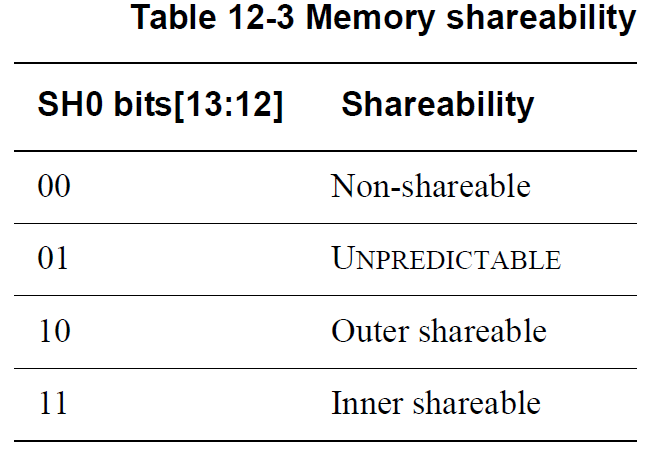 Table 12-3 Memory shareability
SH0 bits[13:12] Shareability
00 Non-shareable
01 UNPREDICTABLE
10 Outer shareable
11 Inner shareable